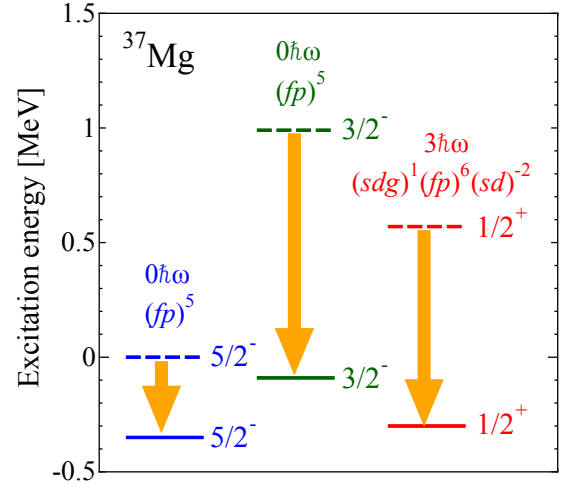 Excitation energy [MeV]
1.5
1
0.5
0
-0.5
³⁷Mg
0ℏω
(fp)⁵
3/2⁻
3ℏω
(sdg)¹(fp)⁶(sd)⁻²
1/2⁺
0ℏω
(fp)⁵
5/2⁻
3/2⁻
5/2⁻
1/2⁺